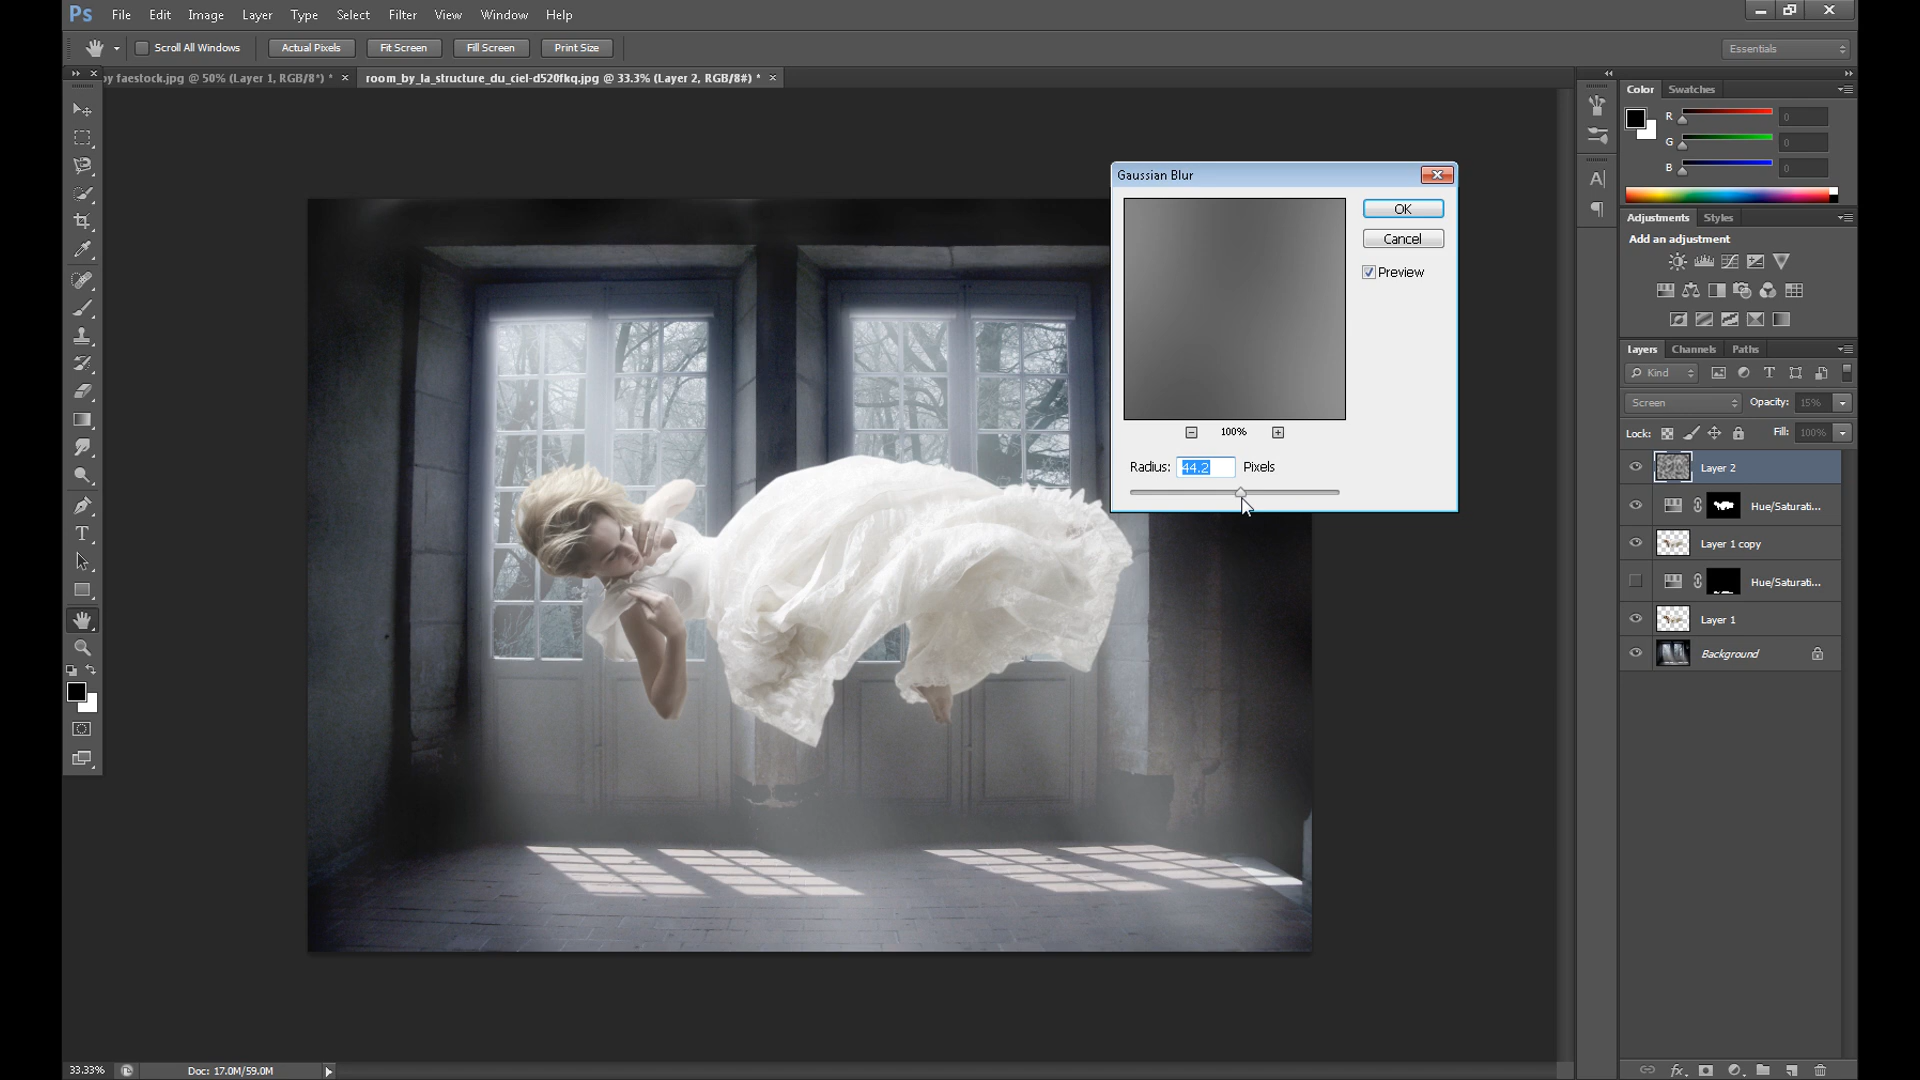 Ps File Edit Image Layer Type Select Filter View Window Help
Scroll All Windows Actual Pixels Fit Screen Fill Screen Print Size Essentials
by faestock.jpg @ 50% (Layer 1, RGB/8*) * × room_by_la_structure_du_ciel-d520fkq.jpg @ 33.3% (Layer 2, RGB/8#) * ×
Color Swatches
R 0
G 0
B 0
Gaussian Blur
OK
Cancel
Preview
100%
Radius: 44.2 Pixels
Adjustments Styles
Add an adjustment
Layers Channels Paths
Kind
Screen Opacity: 15%
Lock: Fill: 100%
Layer 2
Hue/Saturati...
Layer 1 copy
Hue/Saturati...
Layer 1
Background
33.33% Doc: 17.0M/59.0M